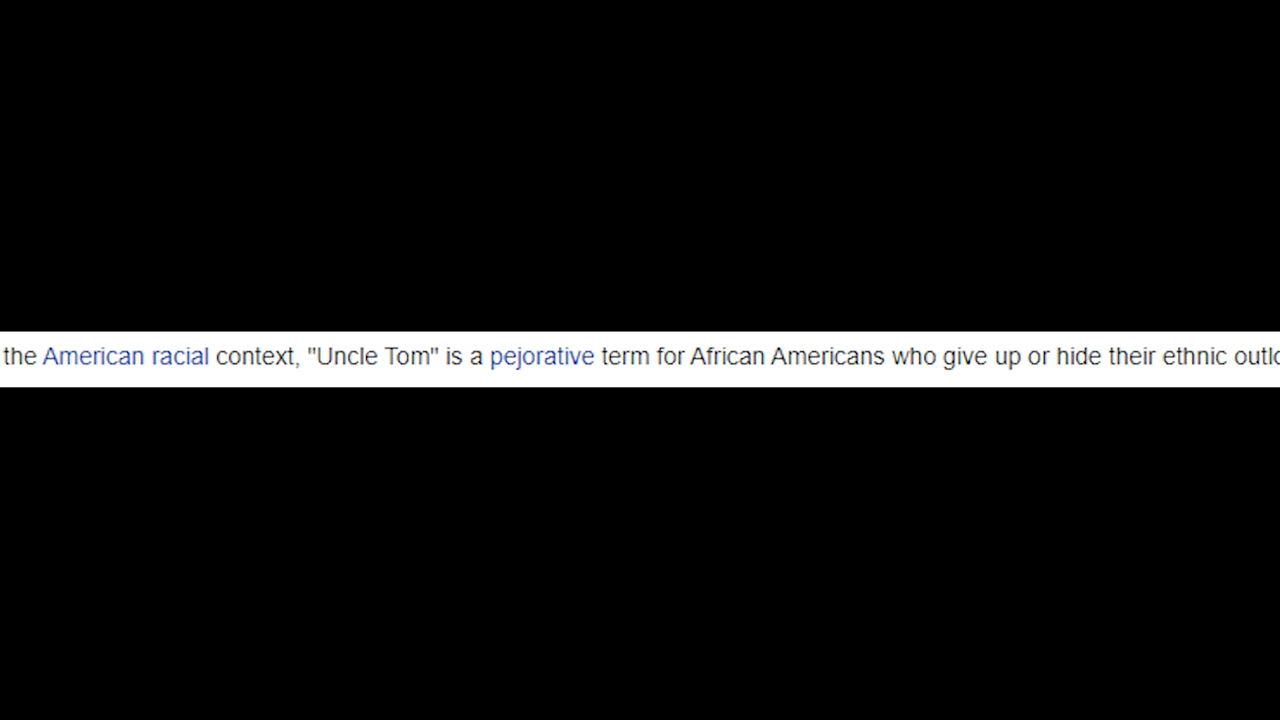 the American racial context, "Uncle Tom" is a pejorative term for African Americans who give up or hide their ethnic